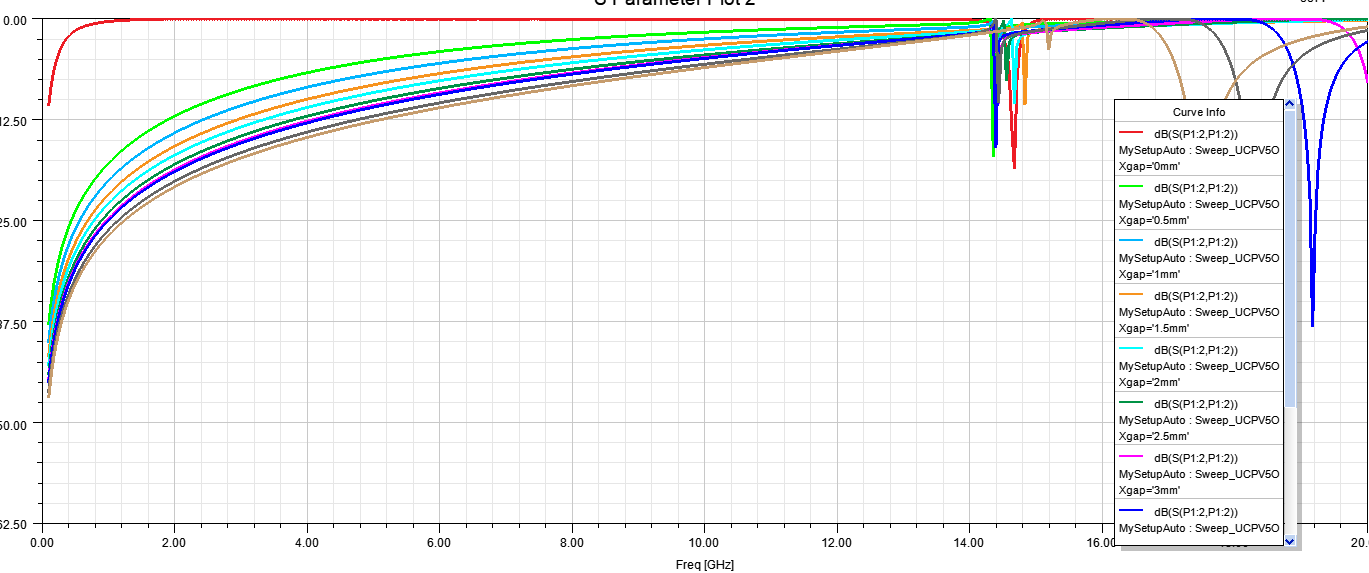 S Parameter Plot 2
0.00
12.50
25.00
37.50
50.00
62.50
0.00
2.00
4.00
6.00
8.00
10.00
12.00
14.00
16.00
20.
Freq [GHz]
Curve Info
dB(S(P1:2,P1:2))
MySetupAuto : Sweep_UCPV5O
Xgap='0mm'
dB(S(P1:2,P1:2))
MySetupAuto : Sweep_UCPV5O
Xgap='0.5mm'
dB(S(P1:2,P1:2))
MySetupAuto : Sweep_UCPV5O
Xgap='1mm'
dB(S(P1:2,P1:2))
MySetupAuto : Sweep_UCPV5O
Xgap='1.5mm'
dB(S(P1:2,P1:2))
MySetupAuto : Sweep_UCPV5O
Xgap='2mm'
dB(S(P1:2,P1:2))
MySetupAuto : Sweep_UCPV5O
Xgap='2.5mm'
dB(S(P1:2,P1:2))
MySetupAuto : Sweep_UCPV5O
Xgap='3mm'
dB(S(P1:2,P1:2))
MySetupAuto : Sweep_UCPV5O